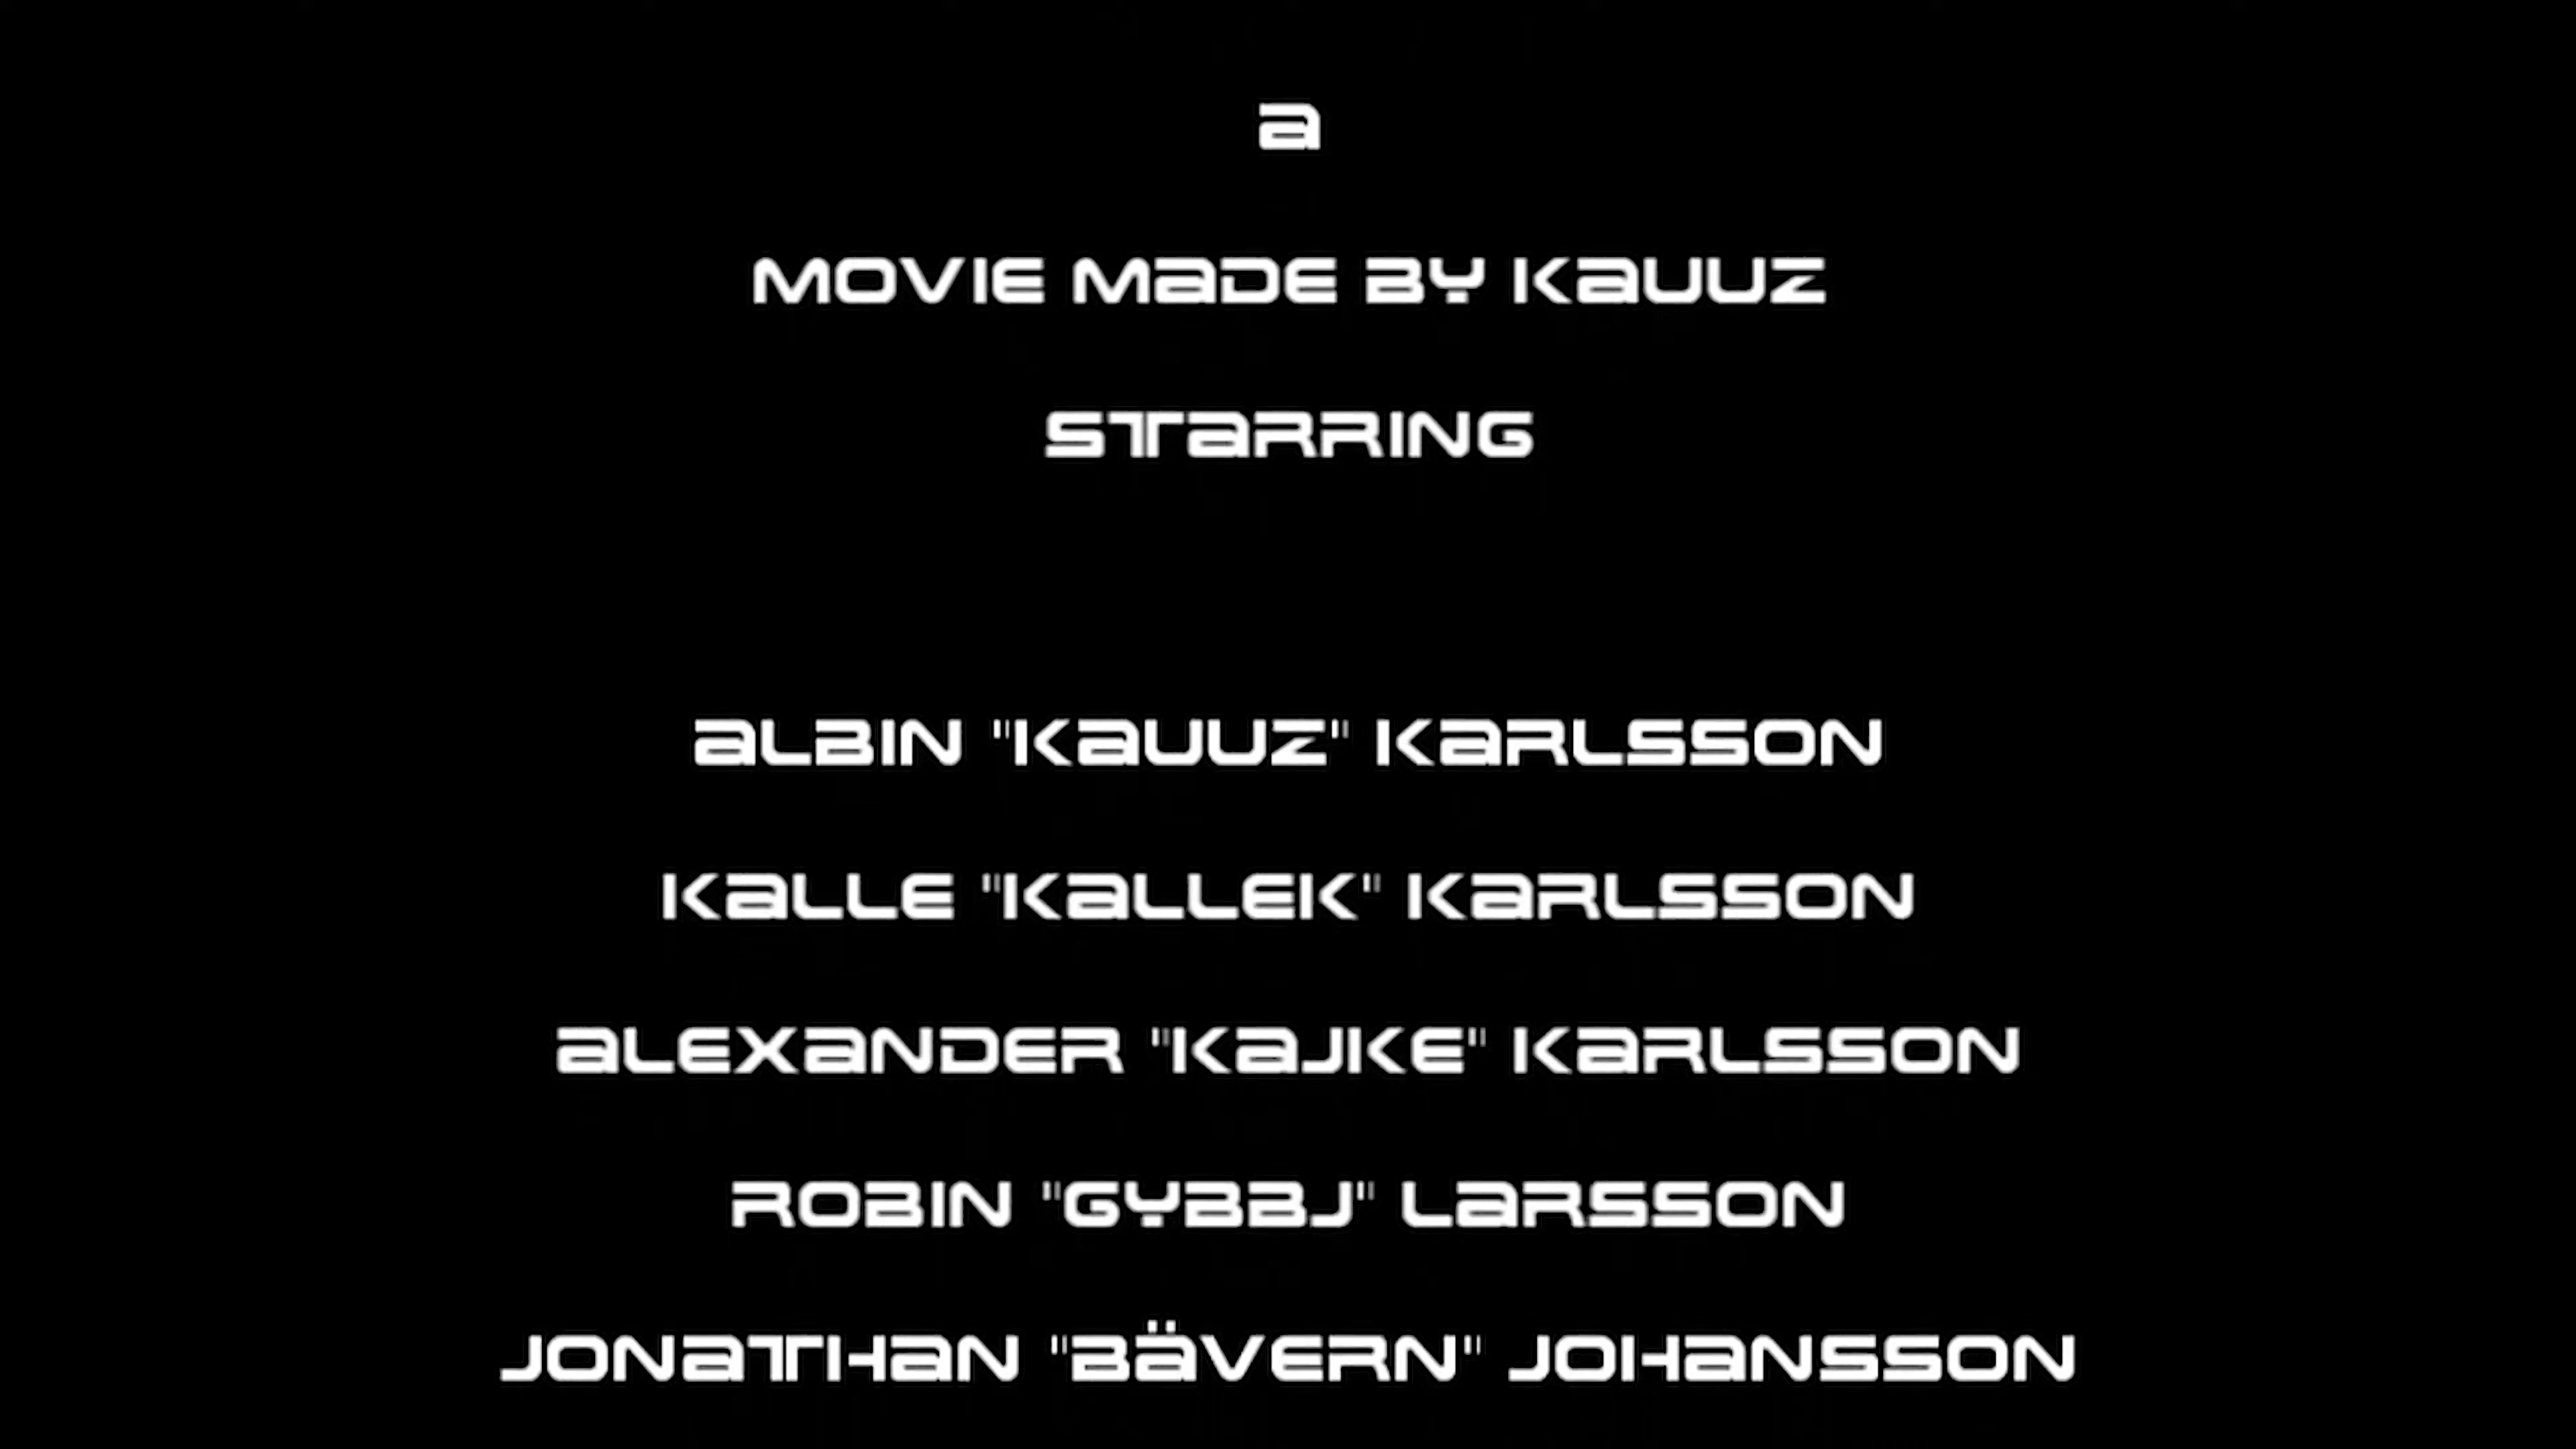 a
MOVIE MaDE BY KaUUZ
STaRRING
aLBIN "KaUUZ" KaRLSSON
KaLLE "KaLLEK" KaRLSSON
aLEXaNDER "KaJKE" KaRLSSON
ROBIN "GYBBJ" LaRSSON
JONaTHaN "BäVERN" JOHaNSSON